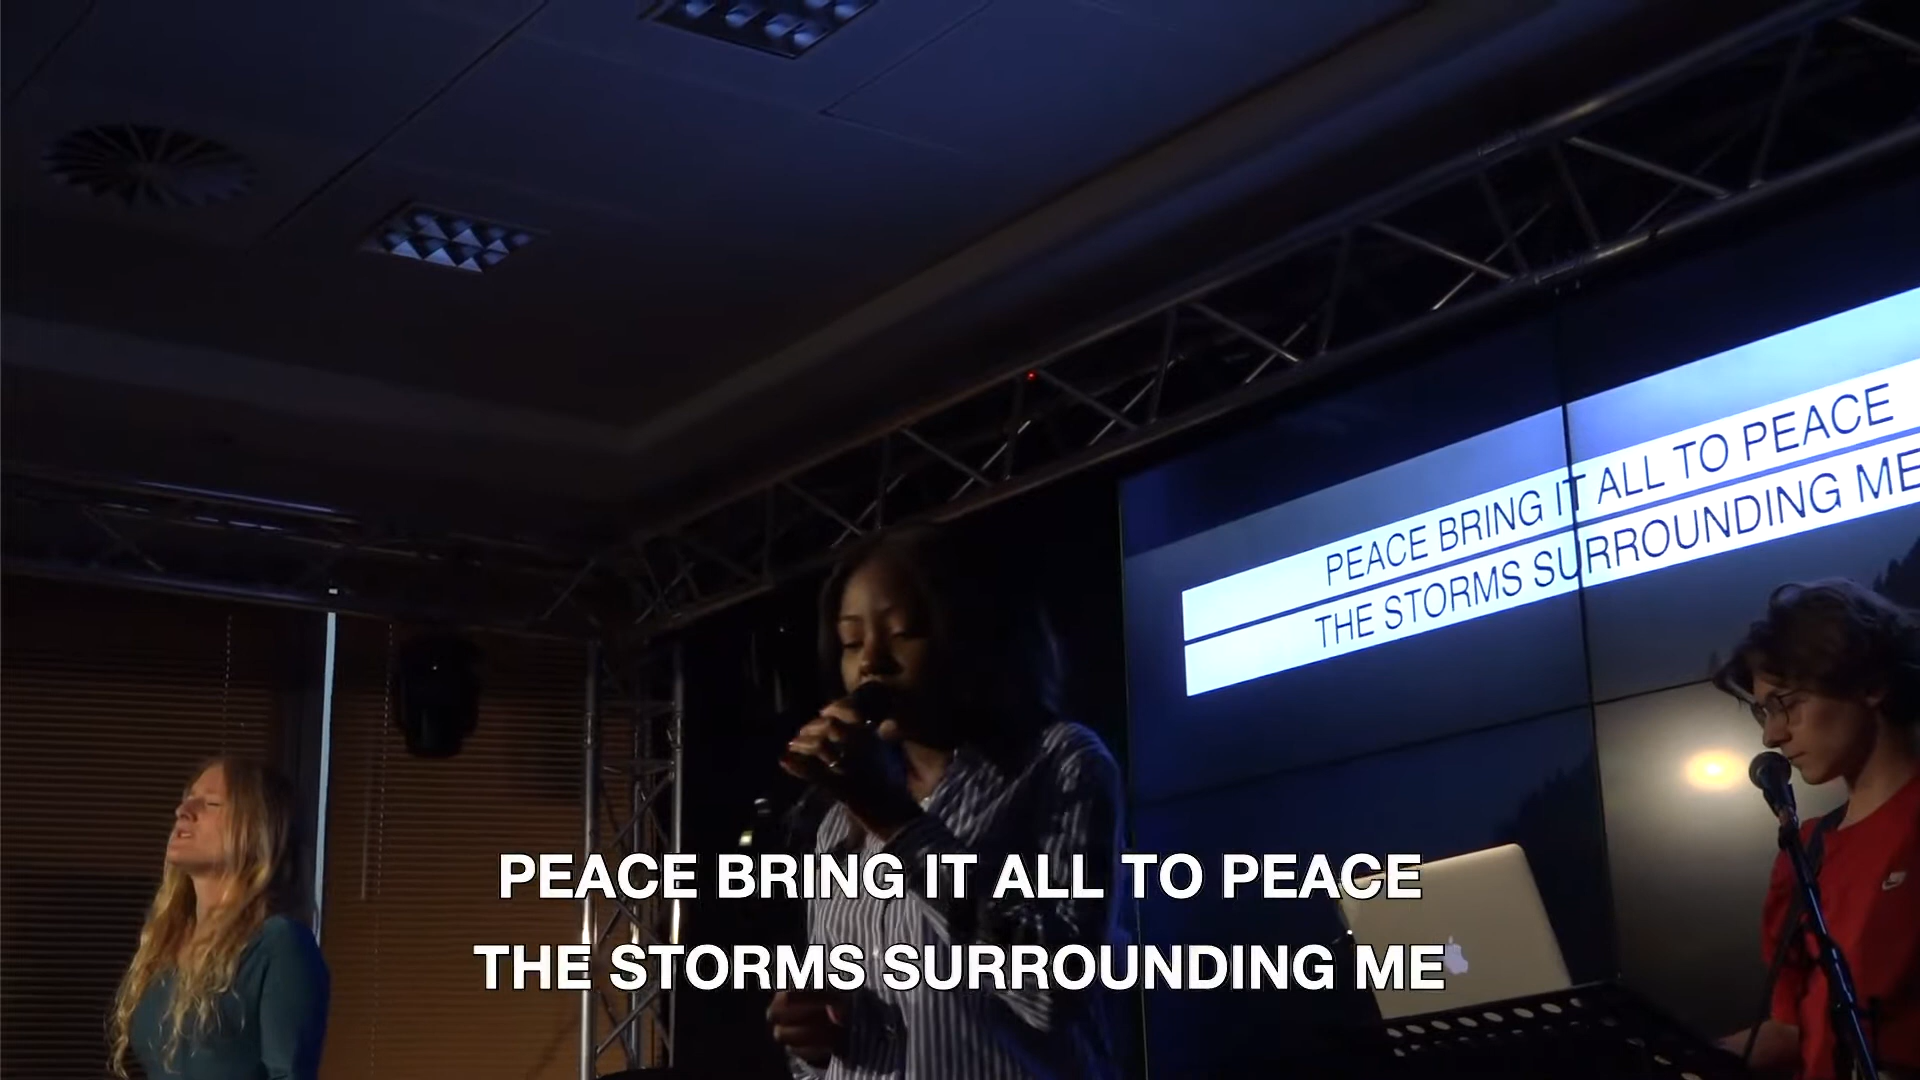 PEACE BRING IT ALL TO PEACE
THE STORMS SURROUNDING ME
PEACE BRING IT ALL TO PEACE
THE STORMS SURROUNDING ME